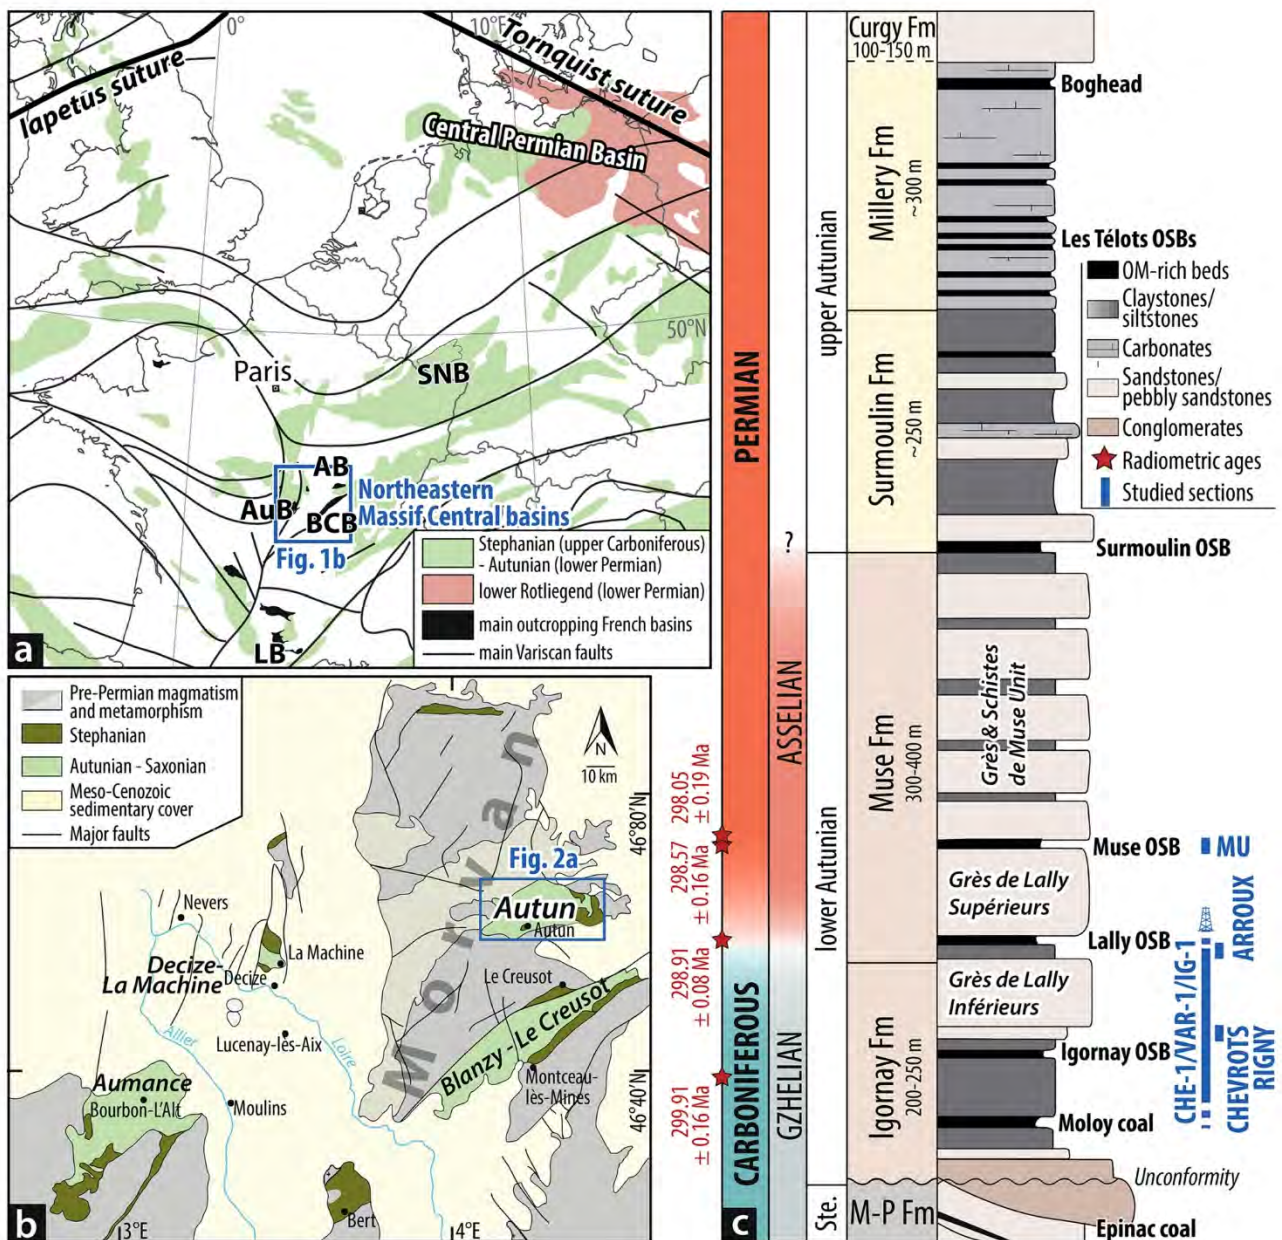 0°
10°E
Iapetus suture
Tornquist suture
Central Permian Basin
50°N
Paris
SNB
AB
AuB
BCB
Northeastern
Massif Central basins
Fig. 1b
LB
Stephanian (upper Carboniferous)
- Autunian (lower Permian)
lower Rotliegend (lower Permian)
main outcropping French basins
main Variscan faults
a
Pre-Permian magmatism
and metamorphism
Stephanian
Autunian - Saxonian
Meso-Cenozoic
sedimentary cover
Major faults
N
10 km
46°80'N
Morvan
Fig. 2a
Autun
Autun
Nevers
La Machine
Decize-
La Machine
Decize
Le Creusot
Allier
Loire
Lucenay-lès-Aix
Blanzy - Le Creusot
Montceau-
lès-Mines
Aumance
Bourbon-L'Alt
Moulins
46°40'N
Bert
3°E
4°E
b
298.05
± 0.19 Ma
298.57
± 0.16 Ma
298.91
± 0.08 Ma
299.91
± 0.16 Ma
PERMIAN
CARBONIFEROUS
c
?
ASSELIAN
GZHELIAN
upper Autunian
lower Autunian
Ste.
Curgy Fm
100-150 m
Millery Fm
~300 m
Surmoulin Fm
~250 m
Muse Fm
300-400 m
Igornay Fm
200-250 m
M-P Fm
Boghead
Les Télots OSBs
OM-rich beds
Claystones/
siltstones
Carbonates
Sandstones/
pebbly sandstones
Conglomerates
Radiometric ages
Studied sections
Surmoulin OSB
Grès & Schistes
de Muse Unit
Muse OSB
MU
Grès de Lally
Supérieurs
Lally OSB
ARROUX
Grès de Lally
Inférieurs
CHE-1/VAR-1/IG-1
Igornay OSB
CHEVROTS
RIGNY
Moloy coal
Unconformity
Epinac coal